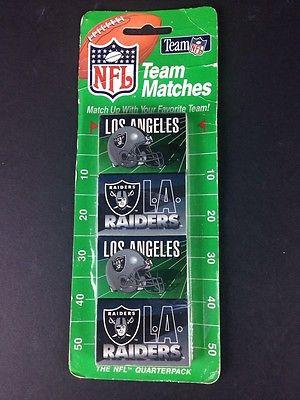 NFL
Team NFL
Team
Matches
Match Up With Your Favorite Team!
LOS ANGELES
10 10
RAIDERS L.A.
RAIDERS
20 20
LOS ANGELES
30 30
RAIDERS L.A.
40 40
RAIDERS
50 50
THE NFL QUARTERPACK